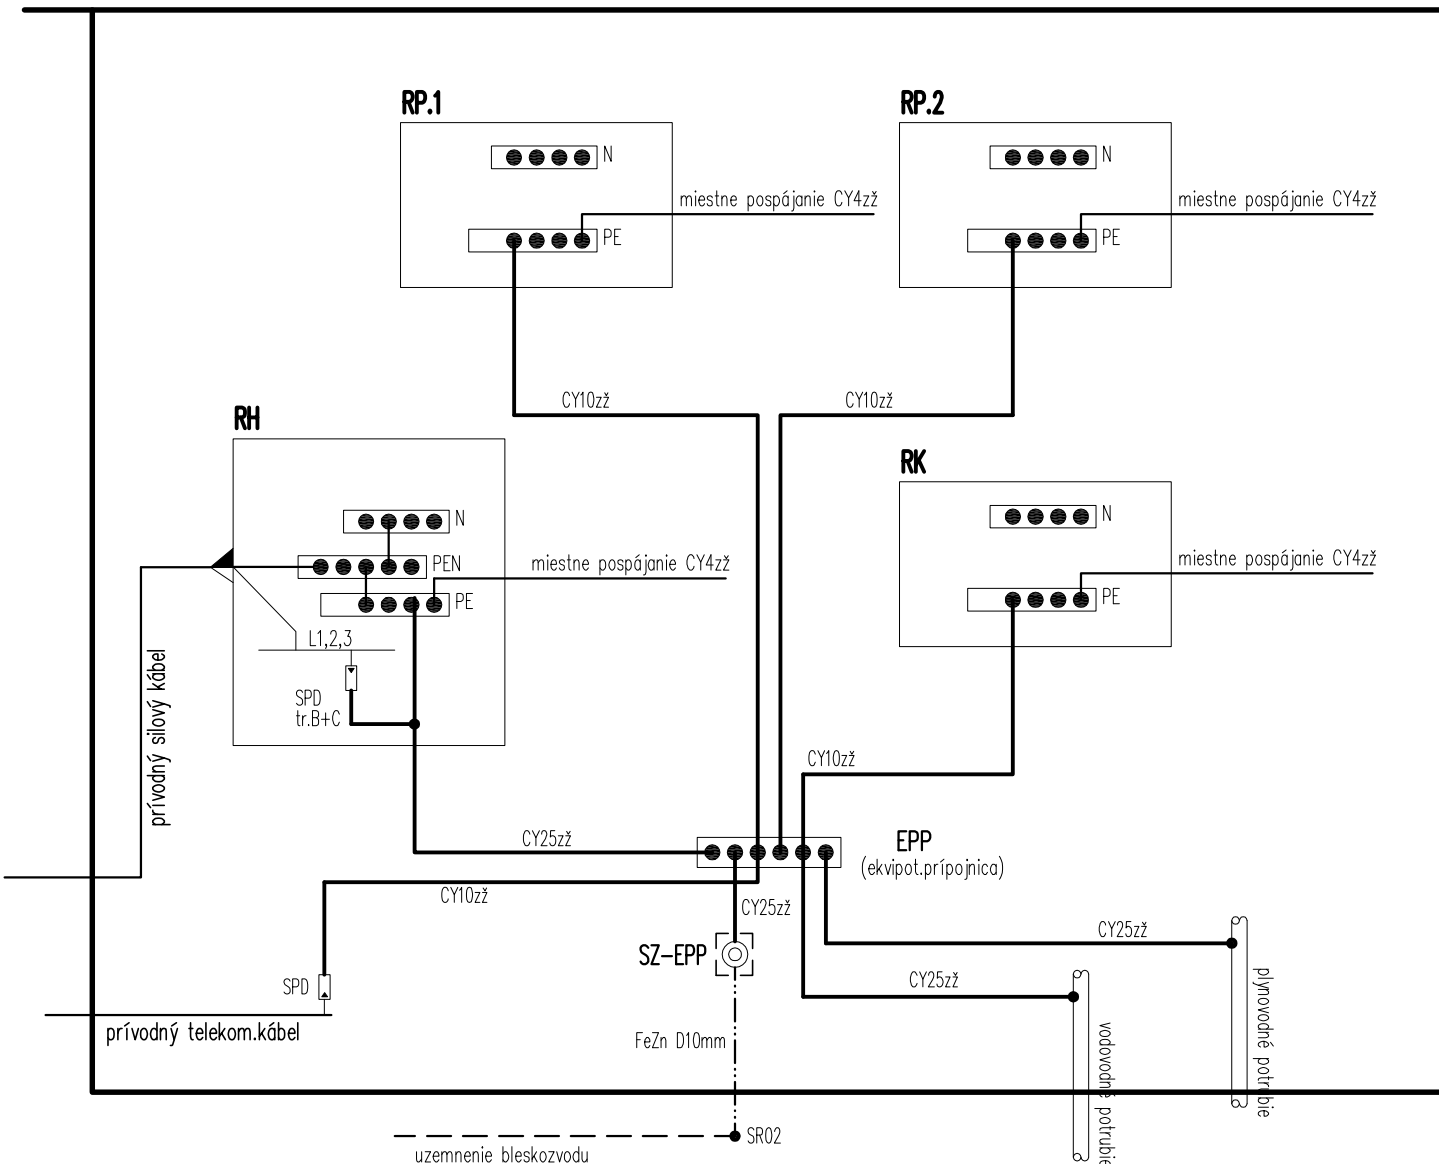 RP.1
RP.2
N
N
miestne pospájanie CY4zž
miestne pospájanie CY4zž
PE
PE
CY10zž
CY10zž
RH
RK
N
N
PEN
miestne pospájanie CY4zž
miestne pospájanie CY4zž
PE
PE
L1,2,3
prívodný silový kábel
SPD
tr.B+C
CY10zž
CY25zž
EPP
(ekvipot.prípojnica)
CY10zž
CY25zž
SZ-EPP
CY25zž
CY25zž
SPD
plynovodné potrubie
prívodný telekom.kábel
FeZn D10mm
vodovodné potrubie
SR02
uzemnenie bleskozvodu